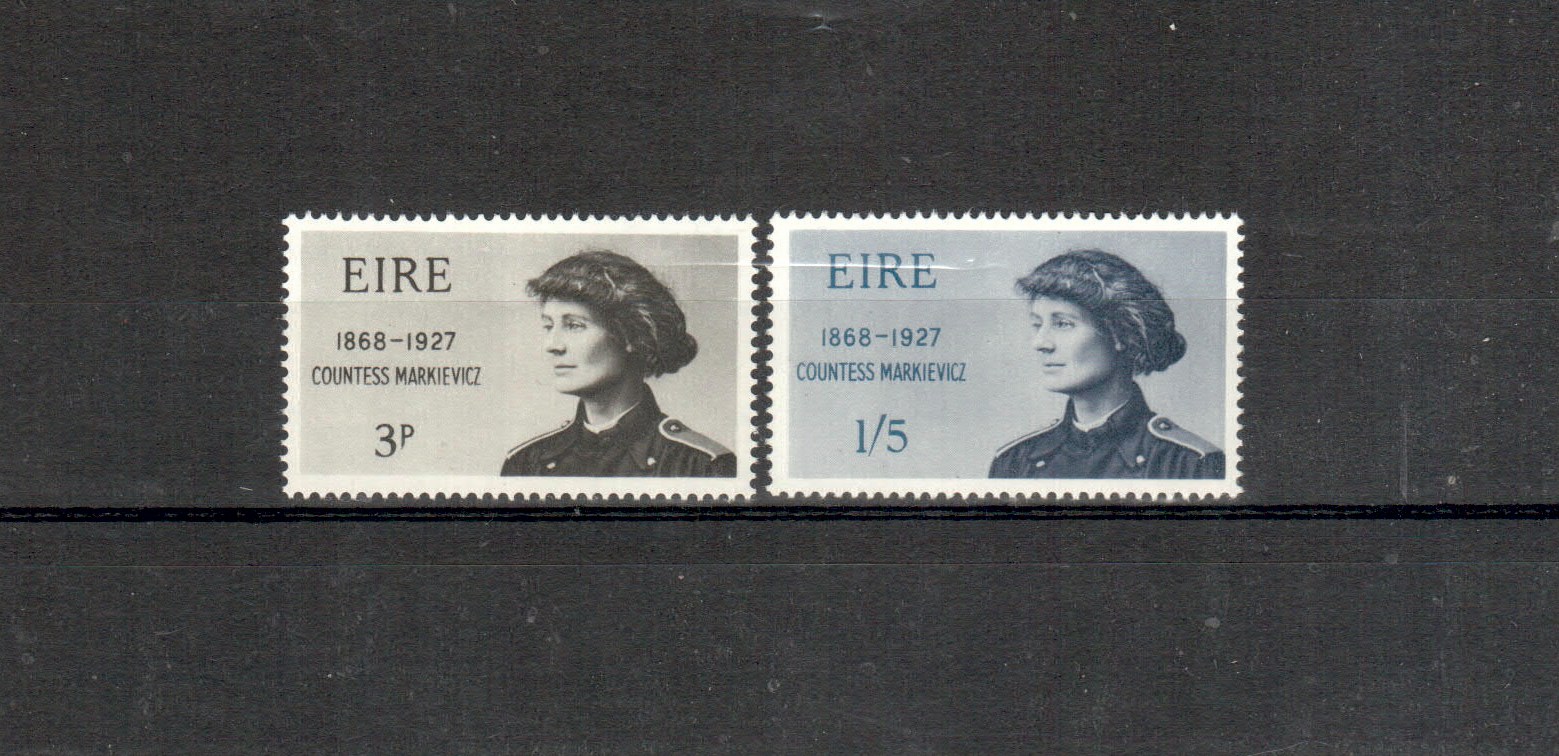 EIRE
1868-1927
COUNTESS MARKIEVICZ
3P
EIRE
1868-1927
COUNTESS MARKIEVICZ
1/5